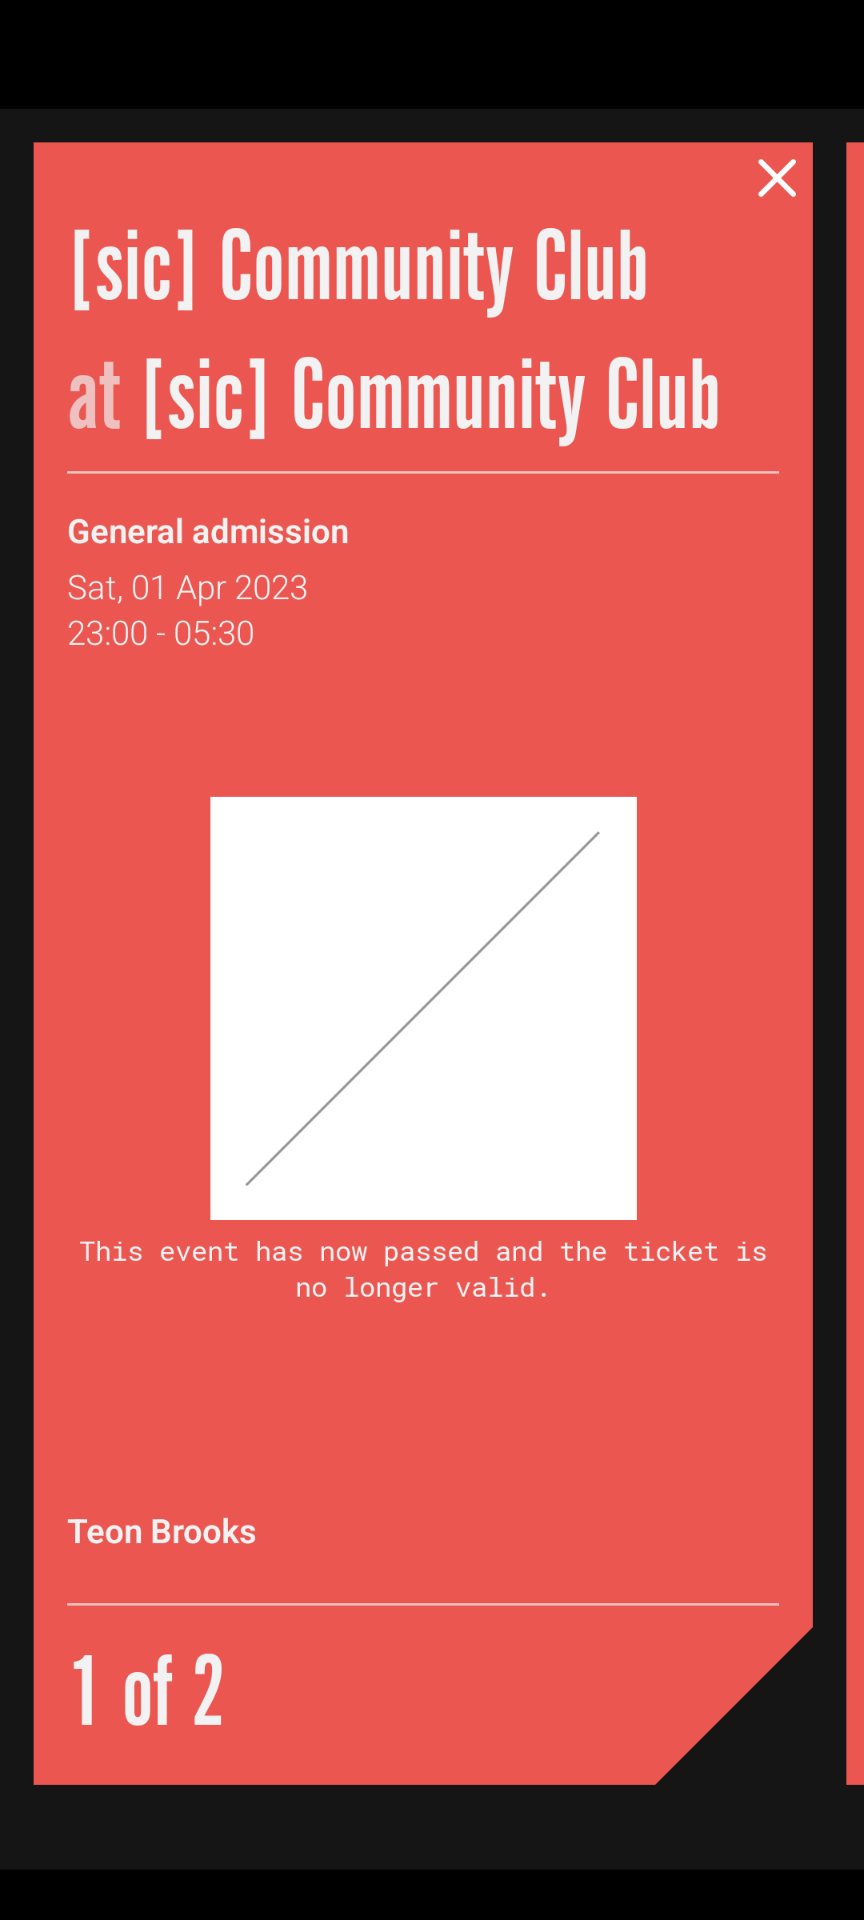 [sic] Community Club
at [sic] Community Club
General admission
Sat, 01 Apr 2023
23:00 - 05:30
This event has now passed and the ticket is
no longer valid.
Teon Brooks
1 of 2